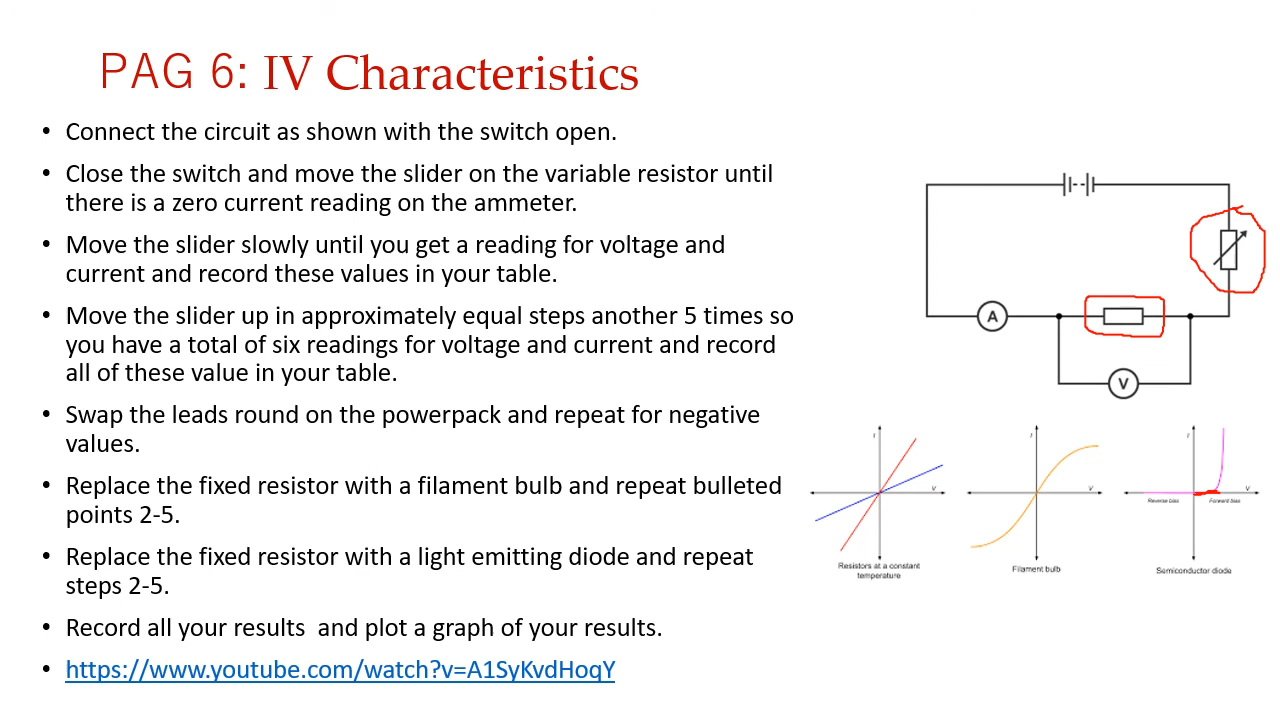 PAG 6: IV Characteristics
• Connect the circuit as shown with the switch open.
• Close the switch and move the slider on the variable resistor until
there is a zero current reading on the ammeter.
• Move the slider slowly until you get a reading for voltage and
current and record these values in your table.
• Move the slider up in approximately equal steps another 5 times so
you have a total of six readings for voltage and current and record
all of these value in your table.
• Swap the leads round on the powerpack and repeat for negative
values.
• Replace the fixed resistor with a filament bulb and repeat bulleted
points 2-5.
• Replace the fixed resistor with a light emitting diode and repeat
steps 2-5.
• Record all your results  and plot a graph of your results.
• https://www.youtube.com/watch?v=A1SyKvdHoqY
A
V
I
V
Resistors at a constant
temperature
I
V
Filament bulb
I
V
Reverse bias
Forward bias
Semiconductor diode